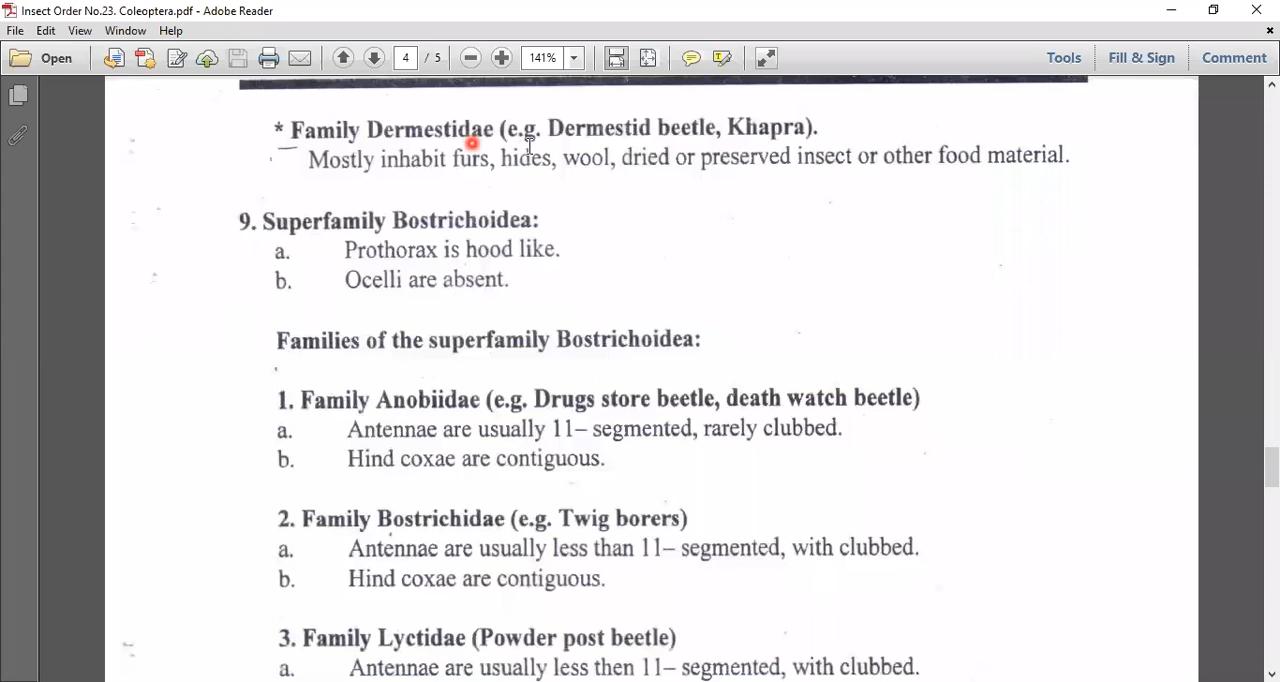 Insect Order No.23. Coleoptera.pdf - Adobe Reader
File Edit View Window Help
Open 4 / 5 141% Tools Fill & Sign Comment
* Family Dermestidae (e.g. Dermestid beetle, Khapra).
Mostly inhabit furs, hides, wool, dried or preserved insect or other food material.
9. Superfamily Bostrichoidea:
a. Prothorax is hood like.
b. Ocelli are absent.
Families of the superfamily Bostrichoidea:
1. Family Anobiidae (e.g. Drugs store beetle, death watch beetle)
a. Antennae are usually 11– segmented, rarely clubbed.
b. Hind coxae are contiguous.
2. Family Bostrichidae (e.g. Twig borers)
a. Antennae are usually less than 11– segmented, with clubbed.
b. Hind coxae are contiguous.
3. Family Lyctidae (Powder post beetle)
a. Antennae are usually less then 11– segmented, with clubbed.